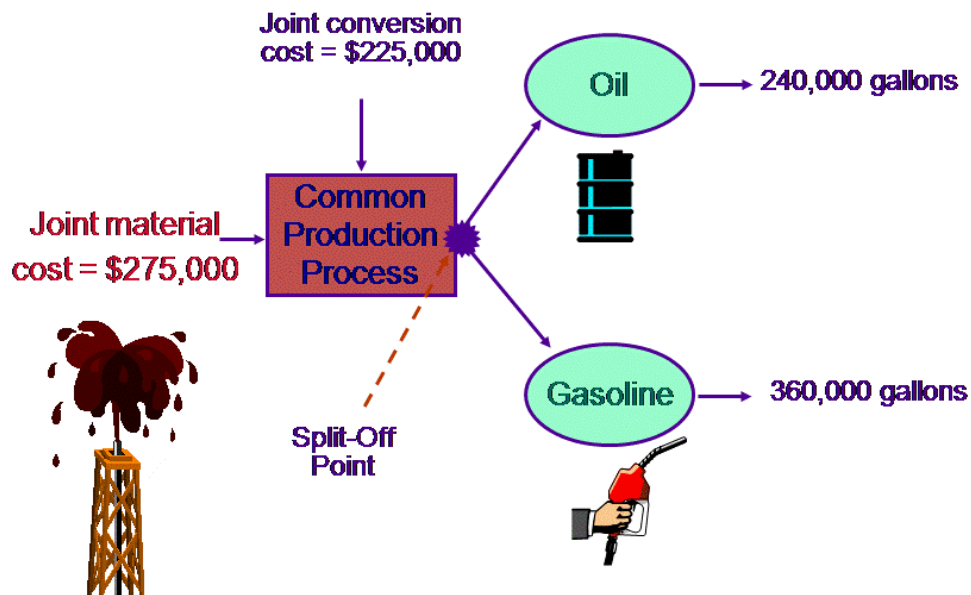 Joint conversion
cost = $225,000
Oil
240,000 gallons
Common
Production
Process
Joint material
cost = $275,000
Gasoline
360,000 gallons
Split-Off
Point